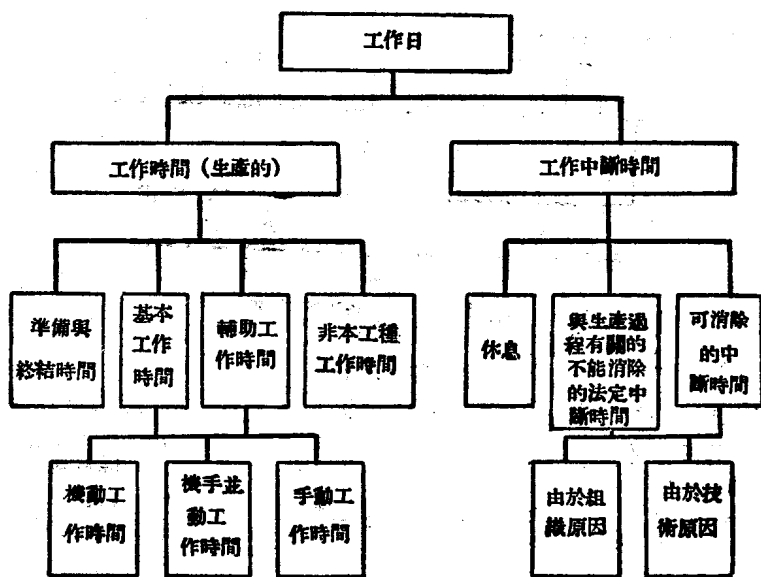 工作日
工作時間（生產的）
工作中斷時間
準備與
終結時間
基本
工作
時間
輔助工
作時間
非本工種
工作時間
休息
與生產過
程有關的
不能消除
的法定中
斷時間
可消除
的中
斷時間
機動工
作時間
機手並
動工
作時間
手動工
作時間
由於組
織原因
由於技
術原因